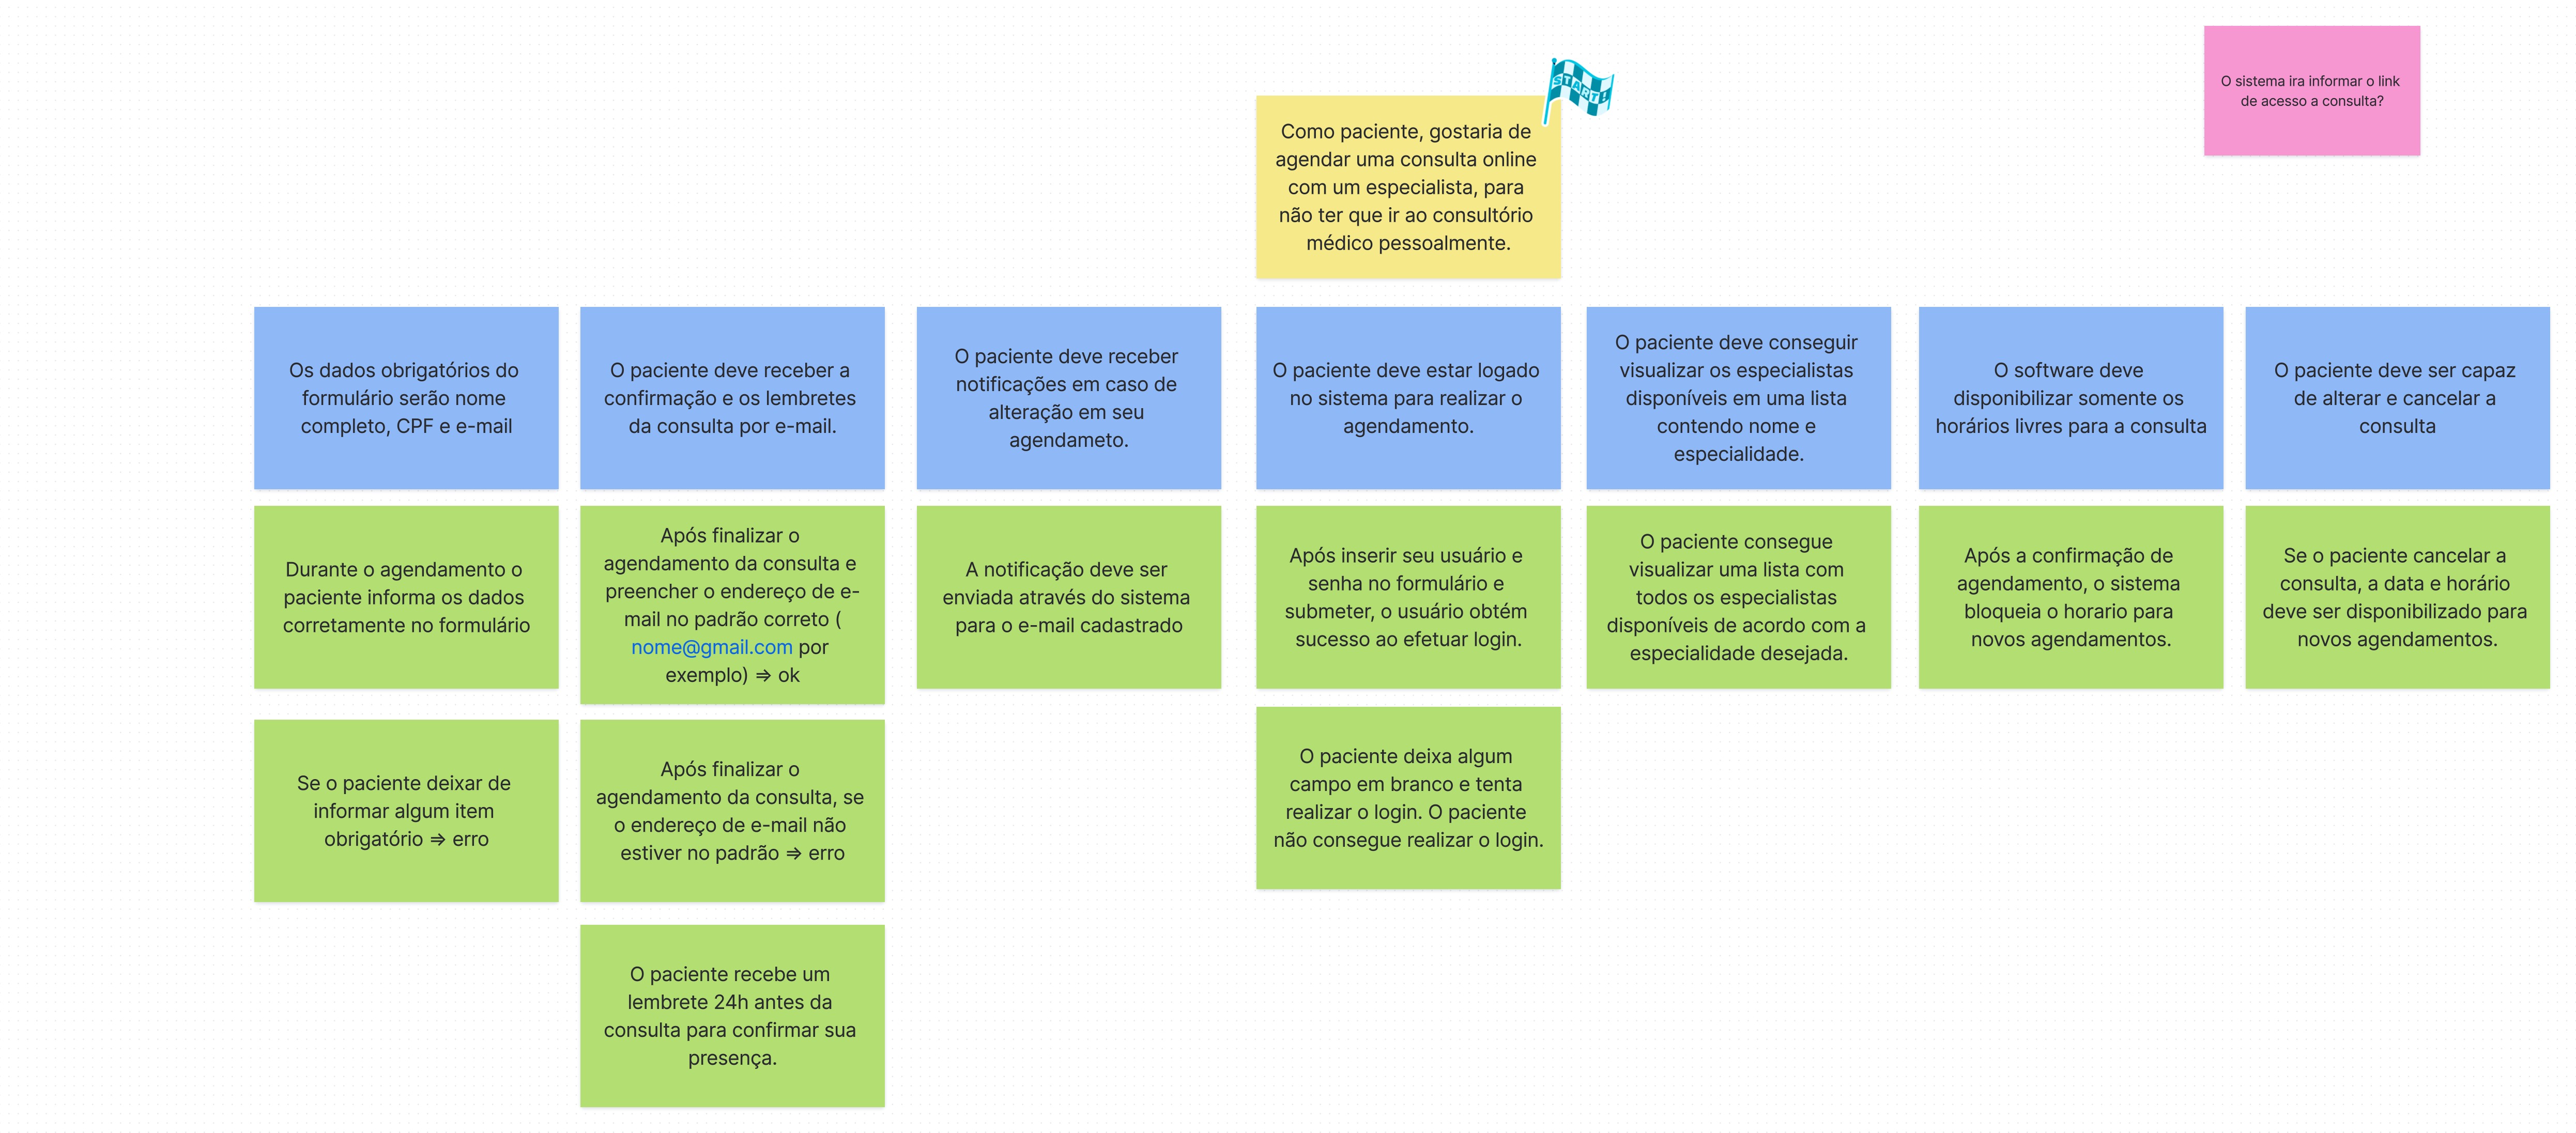 O sistema ira informar o link
de acesso a consulta?
START!
Como paciente, gostaria de
agendar uma consulta online
com um especialista, para
não ter que ir ao consultório
médico pessoalmente.
Os dados obrigatórios do
formulário serão nome
completo, CPF e e-mail
O paciente deve receber a
confirmação e os lembretes
da consulta por e-mail.
O paciente deve receber
notificações em caso de
alteração em seu
agendameto.
O paciente deve estar logado
no sistema para realizar o
agendamento.
O paciente deve conseguir
visualizar os especialistas
disponíveis em uma lista
contendo nome e
especialidade.
O software deve
disponibilizar somente os
horários livres para a consulta
O paciente deve ser capaz
de alterar e cancelar a
consulta
Durante o agendamento o
paciente informa os dados
corretamente no formulário
Após finalizar o
agendamento da consulta e
preencher o endereço de e-
mail no padrão correto (
nome@gmail.com por
exemplo) => ok
A notificação deve ser
enviada através do sistema
para o e-mail cadastrado
Após inserir seu usuário e
senha no formulário e
submeter, o usuário obtém
sucesso ao efetuar login.
O paciente consegue
visualizar uma lista com
todos os especialistas
disponíveis de acordo com a
especialidade desejada.
Após a confirmação de
agendamento, o sistema
bloqueia o horario para
novos agendamentos.
Se o paciente cancelar a
consulta, a data e horário
deve ser disponibilizado para
novos agendamentos.
Se o paciente deixar de
informar algum item
obrigatório => erro
Após finalizar o
agendamento da consulta, se
o endereço de e-mail não
estiver no padrão => erro
O paciente deixa algum
campo em branco e tenta
realizar o login. O paciente
não consegue realizar o login.
O paciente recebe um
lembrete 24h antes da
consulta para confirmar sua
presença.